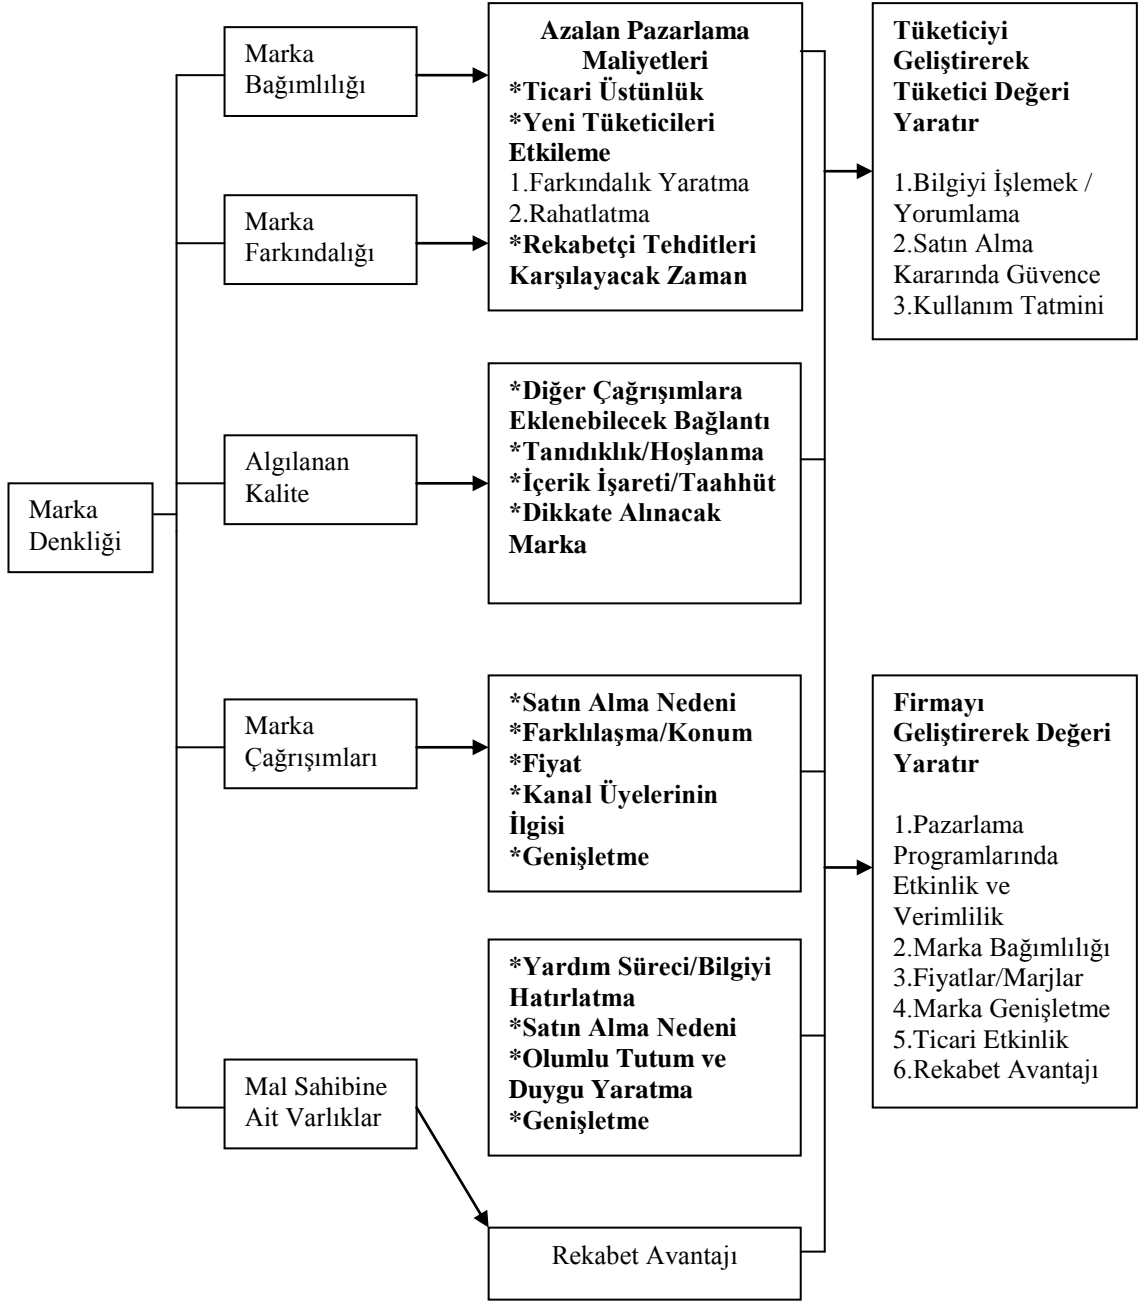 Marka
Denkliği
Marka
Bağımlılığı
Marka
Farkındalığı
Algılanan
Kalite
Marka
Çağrışımları
Mal Sahibine
Ait Varlıklar
Azalan Pazarlama
Maliyetleri
*Ticari Üstünlük
*Yeni Tüketicileri
Etkileme
1.Farkındalık Yaratma
2.Rahatlatma
*Rekabetçi Tehditleri
Karşılayacak Zaman
*Diğer Çağrışımlara
Eklenebilecek Bağlantı
*Tanıdıklık/Hoşlanma
*İçerik İşareti/Taahhüt
*Dikkate Alınacak
Marka
*Satın Alma Nedeni
*Farklılaşma/Konum
*Fiyat
*Kanal Üyelerinin
İlgisi
*Genişletme
*Yardım Süreci/Bilgiyi
Hatırlatma
*Satın Alma Nedeni
*Olumlu Tutum ve
Duygu Yaratma
*Genişletme
Rekabet Avantajı
Tüketiciyi
Geliştirerek
Tüketici Değeri
Yaratır
1.Bilgiyi İşlemek /
Yorumlama
2.Satın Alma
Kararında Güvence
3.Kullanım Tatmini
Firmayı
Geliştirerek Değeri
Yaratır
1.Pazarlama
Programlarında
Etkinlik ve
Verimlilik
2.Marka Bağımlılığı
3.Fiyatlar/Marjlar
4.Marka Genişletme
5.Ticari Etkinlik
6.Rekabet Avantajı